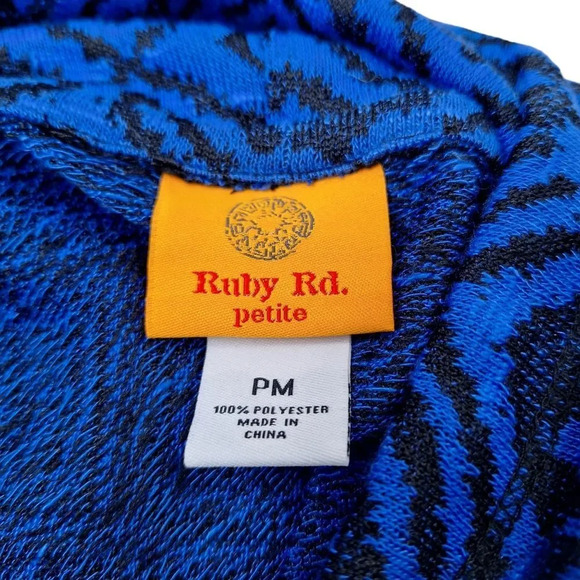 Ruby Rd.
petite
PM
100% POLYESTER
MADE IN
CHINA